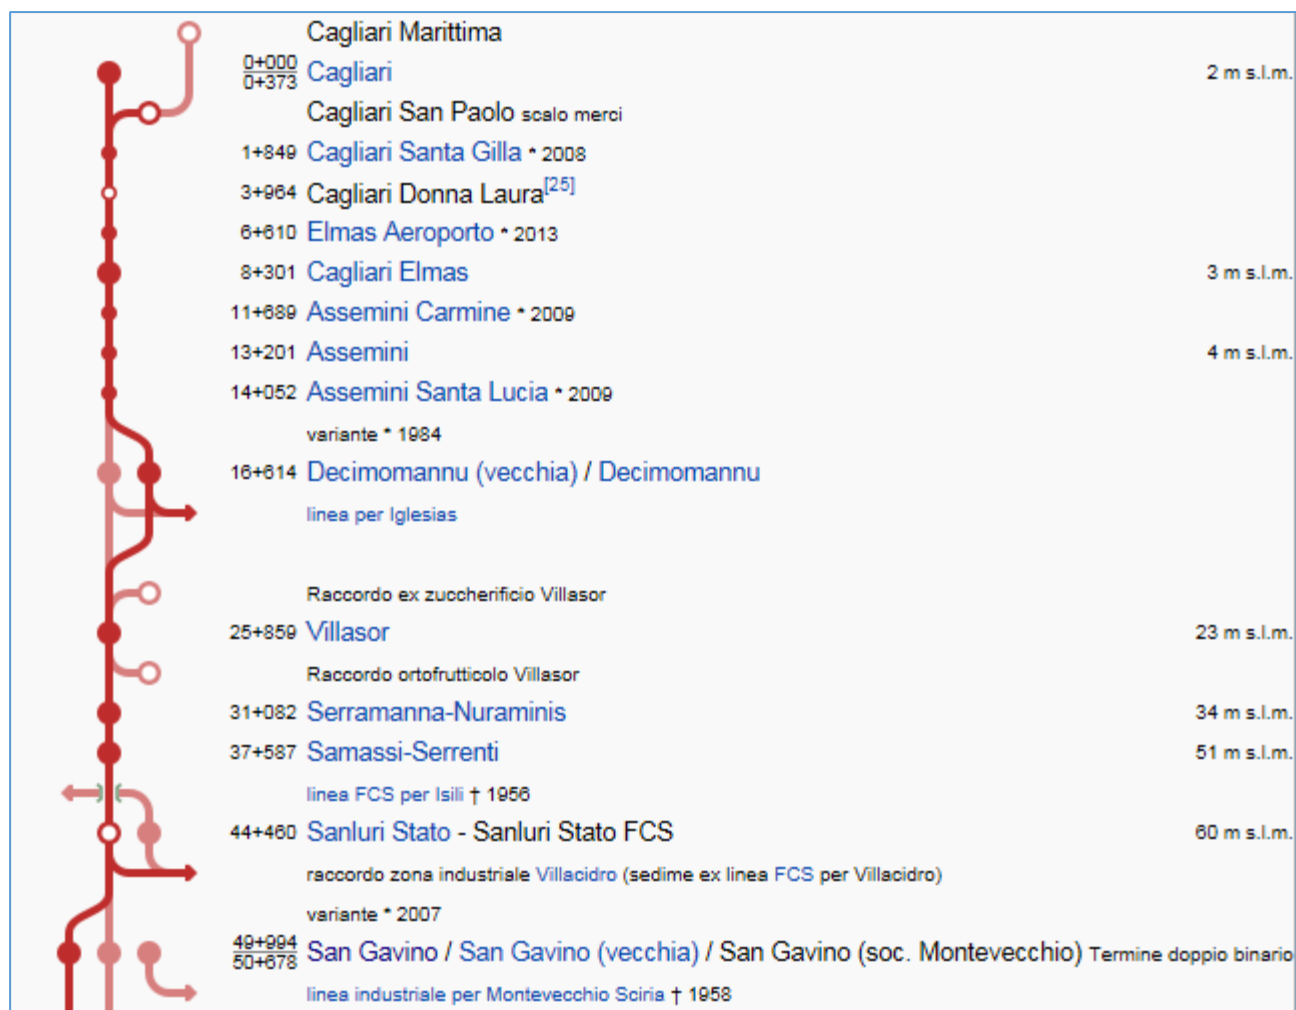 Cagliari Marittima
0+000
0+373 Cagliari 2 m s.l.m.
Cagliari San Paolo scalo merci
1+849 Cagliari Santa Gilla * 2008
3+964 Cagliari Donna Laura[25]
6+610 Elmas Aeroporto * 2013
8+301 Cagliari Elmas 3 m s.l.m.
11+689 Assemini Carmine * 2009
13+201 Assemini 4 m s.l.m.
14+052 Assemini Santa Lucia * 2009
variante * 1984
16+614 Decimomannu (vecchia) / Decimomannu
linea per Iglesias
Raccordo ex zuccherificio Villasor
25+859 Villasor 23 m s.l.m.
Raccordo ortofrutticolo Villasor
31+082 Serramanna-Nuraminis 34 m s.l.m.
37+587 Samassi-Serrenti 51 m s.l.m.
linea FCS per Isili † 1956
44+460 Sanluri Stato - Sanluri Stato FCS 60 m s.l.m.
raccordo zona industriale Villacidro (sedime ex linea FCS per Villacidro)
variante * 2007
49+994
50+678 San Gavino / San Gavino (vecchia) / San Gavino (soc. Montevecchio) Termine doppio binario
linea industriale per Montevecchio Sciria † 1958